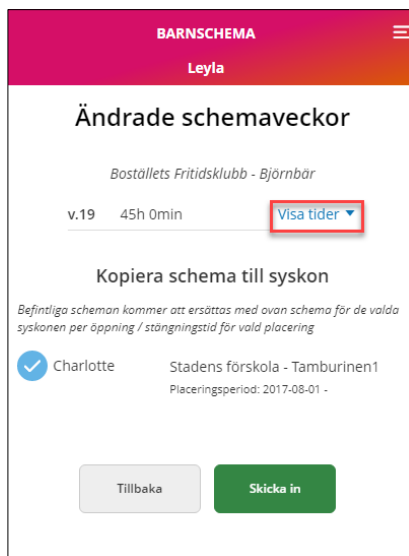 BARNSCHEMA
Leyla
Ändrade schemaveckor
Boställets Fritidsklubb - Björnbär
v.19 45h 0min Visa tider
Kopiera schema till syskon
Befintliga scheman kommer att ersättas med ovan schema för de valda
syskonen per öppning / stängningstid för vald placering
Charlotte Stadens förskola - Tamburinen1
Placeringsperiod: 2017-08-01 -
Tillbaka Skicka in